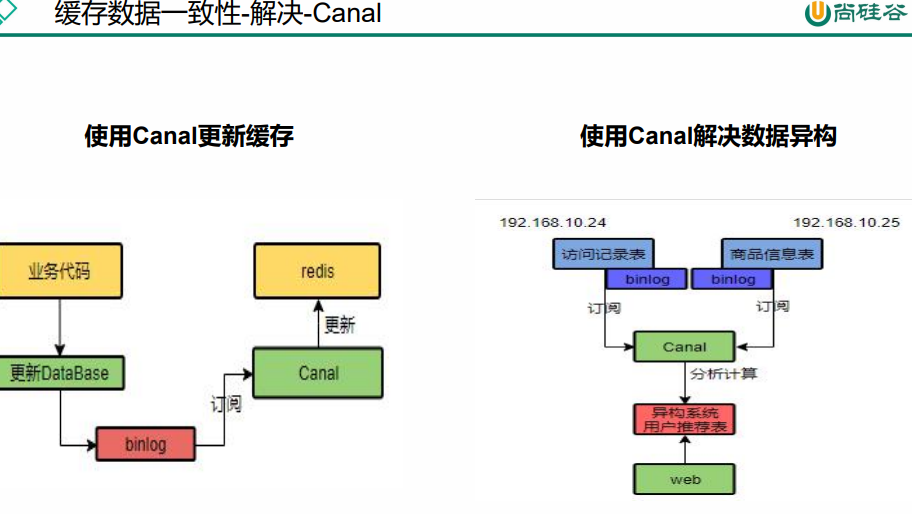 缓存数据一致性-解决-Canal
尚硅谷
使用Canal更新缓存
使用Canal解决数据异构
业务代码
redis
更新
更新DataBase
Canal
订阅
binlog
192.168.10.24
192.168.10.25
访问记录表
商品信息表
binlog
binlog
订阅
订阅
Canal
分析计算
异构系统
用户推荐表
web